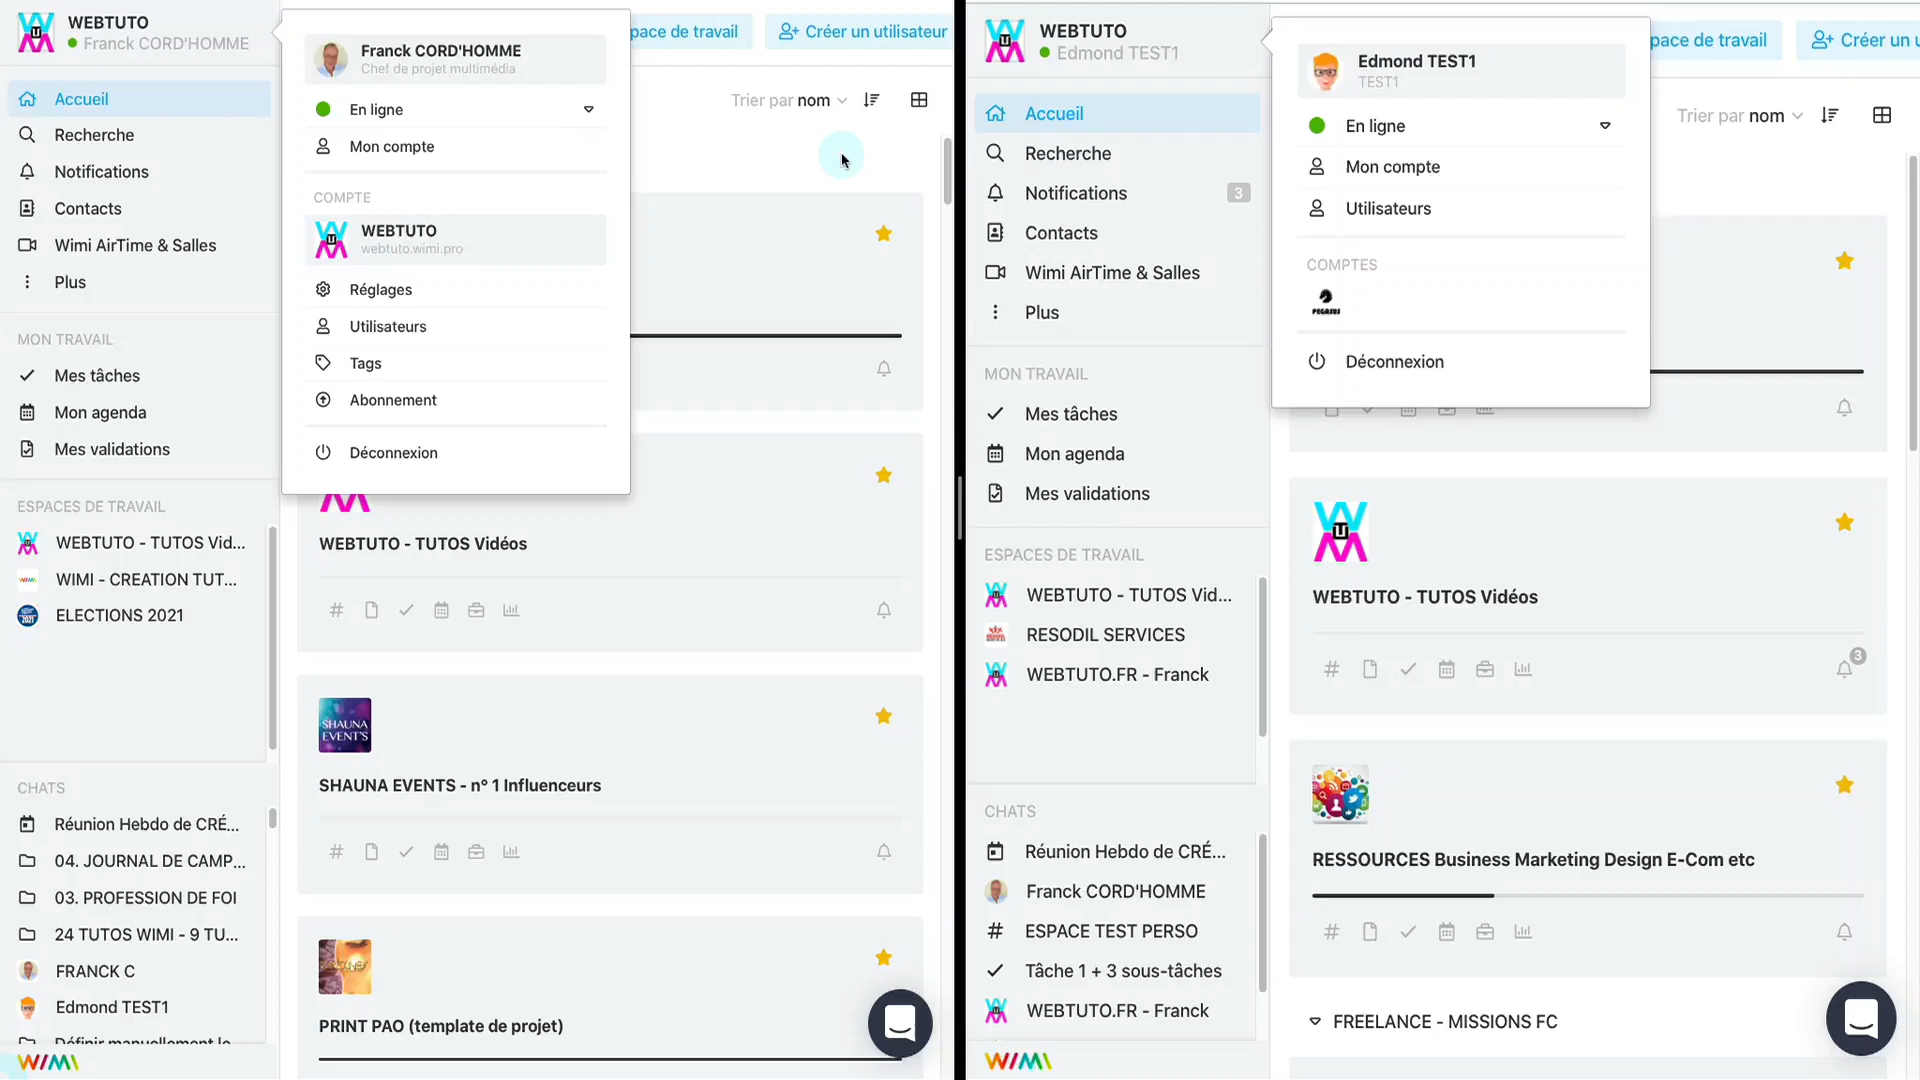 WEBTUTO
Franck CORD'HOMME
Accueil
Recherche
Notifications
Contacts
Wimi AirTime & Salles
Plus
MON TRAVAIL
Mes tâches
Mon agenda
Mes validations
ESPACES DE TRAVAIL
WEBTUTO - TUTOS Vid...
WIMI - CREATION TUT...
ELECTIONS 2021
CHATS
Réunion Hebdo de CRÉ...
04. JOURNAL DE CAMP...
03. PROFESSION DE FOI
24 TUTOS WIMI - 9 TU...
FRANCK C
Edmond TEST1
Définir manuellement le
WIMI
Franck CORD'HOMME
Chef de projet multimédia
En ligne
Mon compte
COMPTE
WEBTUTO
webtuto.wimi.pro
Réglages
Utilisateurs
Tags
Abonnement
Déconnexion
pace de travail
Créer un utilisateur
Trier par nom
WEBTUTO - TUTOS Vidéos
SHAUNA
EVENT'S
SHAUNA EVENTS - n° 1 Influenceurs
PRINT PAO (template de projet)
WEBTUTO
Edmond TEST1
Accueil
Recherche
Notifications
3
Contacts
Wimi AirTime & Salles
Plus
MON TRAVAIL
Mes tâches
Mon agenda
Mes validations
ESPACES DE TRAVAIL
WEBTUTO - TUTOS Vid...
RESODIL SERVICES
WEBTUTO.FR - Franck
CHATS
Réunion Hebdo de CRÉ...
Franck CORD'HOMME
ESPACE TEST PERSO
Tâche 1 + 3 sous-tâches
WEBTUTO.FR - Franck
WIMI
Edmond TEST1
TEST1
En ligne
Mon compte
Utilisateurs
COMPTES
PEGASUS
Déconnexion
pace de travail
Créer un u
Trier par nom
WEBTUTO - TUTOS Vidéos
3
RESSOURCES Business Marketing Design E-Com etc
FREELANCE - MISSIONS FC